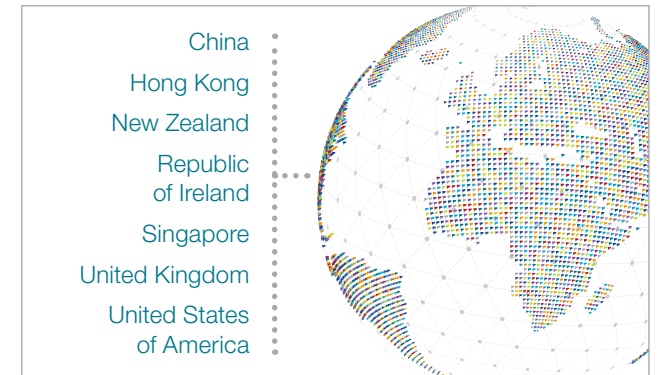 China
Hong Kong
New Zealand
Republic
of Ireland
Singapore
United Kingdom
United States
of America